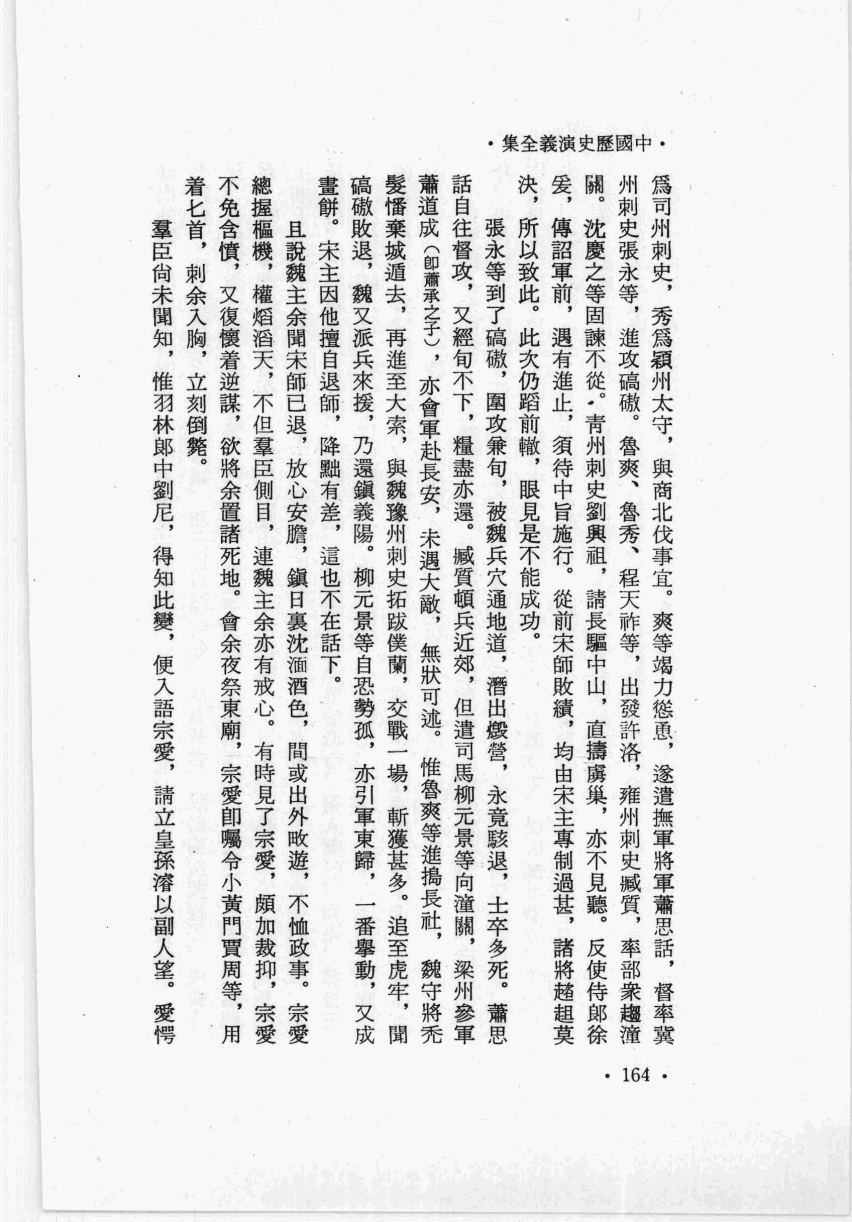 ·中國歷史演義全集·
爲司州刺史，秀爲潁州太守，與商北伐事宜。爽等竭力慫恿，遂遣撫軍將軍蕭思話，督率冀
州刺史張永等，進攻碻磝。魯爽、魯秀、程天祚等，出發許洛，雍州刺史臧質，率部衆趨潼
關。沈慶之等固諫不從。靑州刺史劉興祖，請長驅中山，直擣虜巢，亦不見聽。反使侍郎徐
爰，傳詔軍前，遇有進止，須待中旨施行。從前宋師敗績，均由宋主專制過甚，諸將趦趄莫
決，所以致此。此次仍蹈前轍，眼見是不能成功。
張永等到了碻磝，圍攻兼旬，被魏兵穴通地道，潛出燬營，永竟駭退，士卒多死。蕭思
話自往督攻，又經旬不下，糧盡亦還。臧質頓兵近郊，但遣司馬柳元景等向潼關，梁州參軍
蕭道成（卽蕭承之子），亦會軍赴長安，未遇大敵，無狀可述。惟魯爽等進搗長社，魏守將禿
髮幡棄城遁去，再進至大索，與魏豫州刺史拓跋僕蘭，交戰一場，斬獲甚多。追至虎牢，聞
碻磝敗退，魏又派兵來援，乃還鎭義陽。柳元景等自恐勢孤，亦引軍東歸，一番擧動，又成
畫餅。宋主因他擅自退師，降黜有差，這也不在話下。
且說魏主余聞宋師已退，放心安膽，鎭日裏沈湎酒色，間或出外畋遊，不恤政事。宗愛
總握樞機，權熖滔天，不但羣臣側目，連魏主余亦有戒心。有時見了宗愛，頗加裁抑，宗愛
不免含憤，又復懷着逆謀，欲將余置諸死地。會余夜祭東廟，宗愛卽囑令小黃門賈周等，用
着匕首，刺余入胸，立刻倒斃。
羣臣尙未聞知，惟羽林郎中劉尼，得知此變，便入語宗愛，請立皇孫濬以副人望。愛愕
·164·